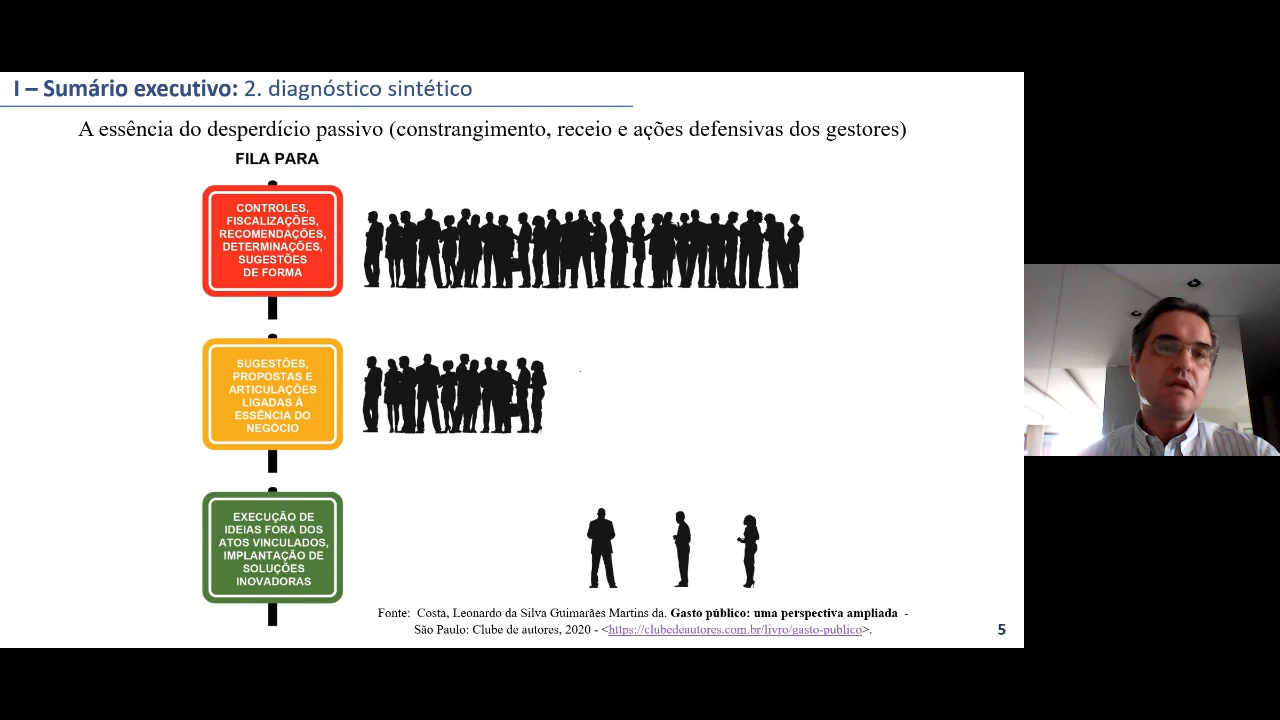 I – Sumário executivo: 2. diagnóstico sintético
A essência do desperdício passivo (constrangimento, receio e ações defensivas dos gestores)
FILA PARA
CONTROLES,
FISCALIZAÇÕES,
RECOMENDAÇÕES,
DETERMINAÇÕES,
SUGESTÕES
DE FORMA
SUGESTÕES,
PROPOSTAS E
ARTICULAÇÕES
LIGADAS À
ESSÊNCIA DO
NEGÓCIO
EXECUÇÃO DE
IDEIAS FORA DOS
ATOS VINCULADOS,
IMPLANTAÇÃO DE
SOLUÇÕES
INOVADORAS
Fonte: Costa, Leonardo da Silva Guimarães Martins da. Gasto público: uma perspectiva ampliada -
São Paulo: Clube de autores, 2020 - <https://clubedeautores.com.br/livro/gasto-publico>.
5